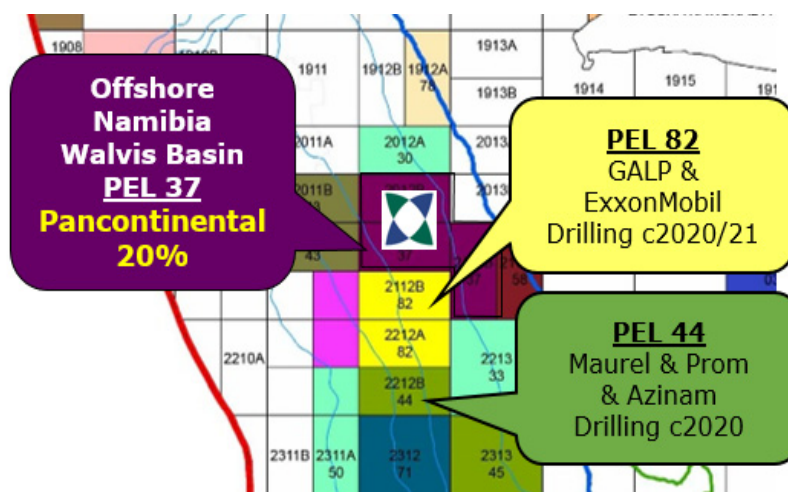 1908
1911
1912B
1912A
78
1913A
1913B
1914
1915
Offshore
Namibia
Walvis Basin
PEL 37
Pancontinental
20%
2011A
2012A
30
2011B
43
37
PEL 82
GALP &
ExxonMobil
Drilling c2020/21
2112B
82
58
2212A
82
2210A
2213
33
2212B
44
PEL 44
Maurel & Prom
& Azinam
Drilling c2020
2311B
2311A
50
2312
71
2313
45